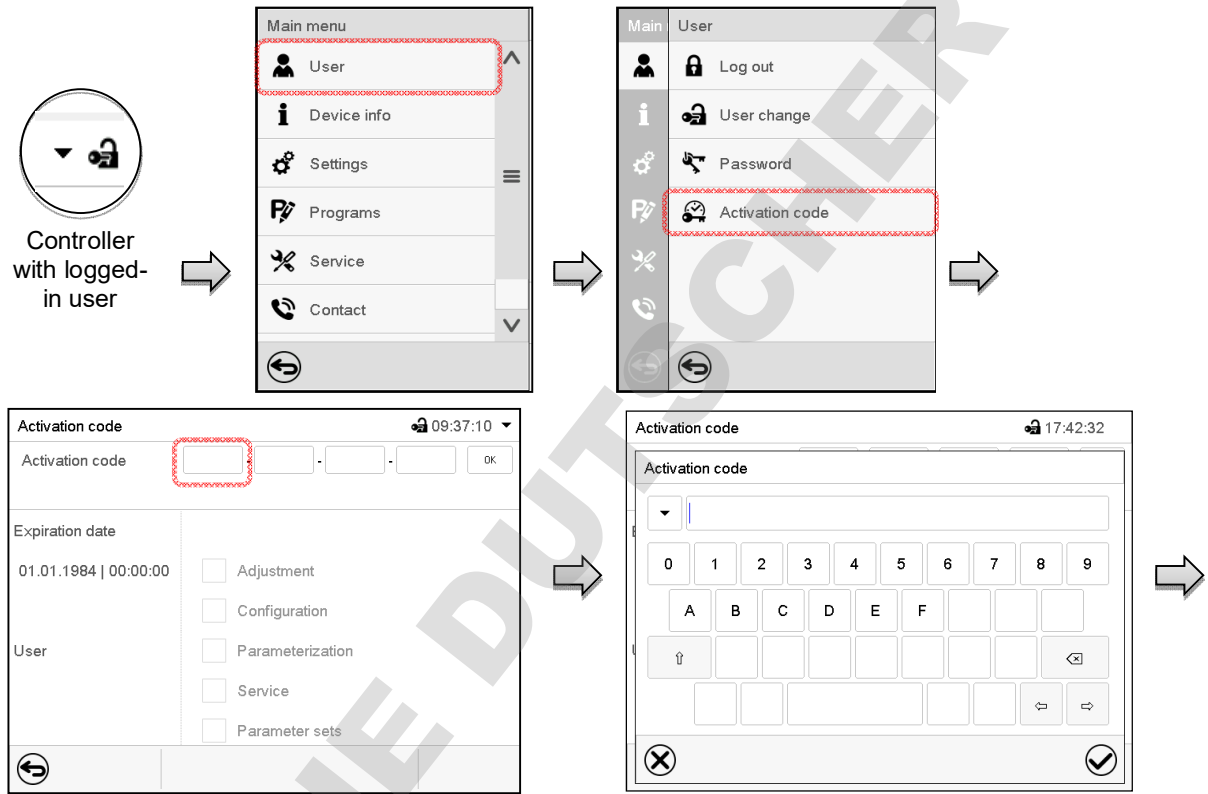 Controller
with logged-
in user
Main menu
User
Device info
Settings
Programs
Service
Contact
Main
User
Log out
User change
Password
Activation code
Activation code 09:37:10
Activation code - - - OK
Expiration date
01.01.1984 | 00:00:00
Adjustment
Configuration
User
Parameterization
Service
Parameter sets
Activation code 17:42:32
Activation code
0 1 2 3 4 5 6 7 8 9
A B C D E F
NE DUTSCHER